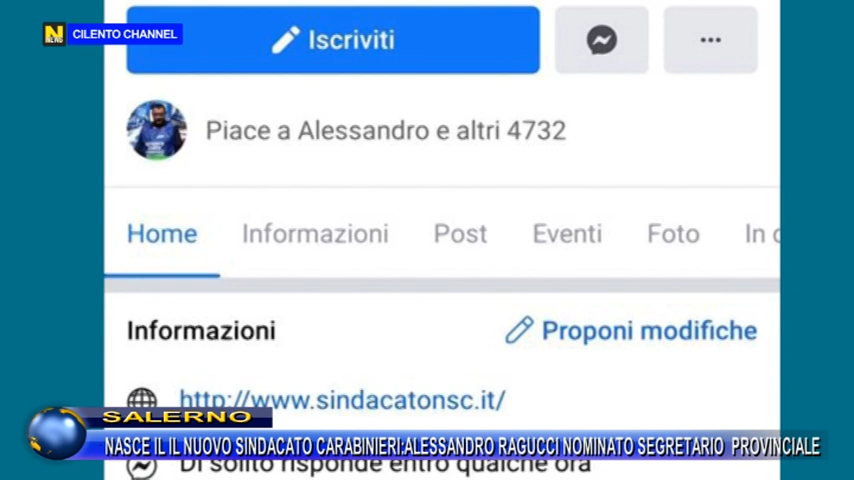 CILENTO CHANNEL
Iscriviti
Piace a Alessandro e altri 4732
Home Informazioni Post Eventi Foto In
Informazioni Proponi modifiche
http://www.sindacatonsc.it/
SALERNO
NASCE IL IL NUOVO SINDACATO CARABINIERI:ALESSANDRO RAGUCCI NOMINATO SEGRETARIO PROVINCIALE
Di solito risponde entro qualche ora